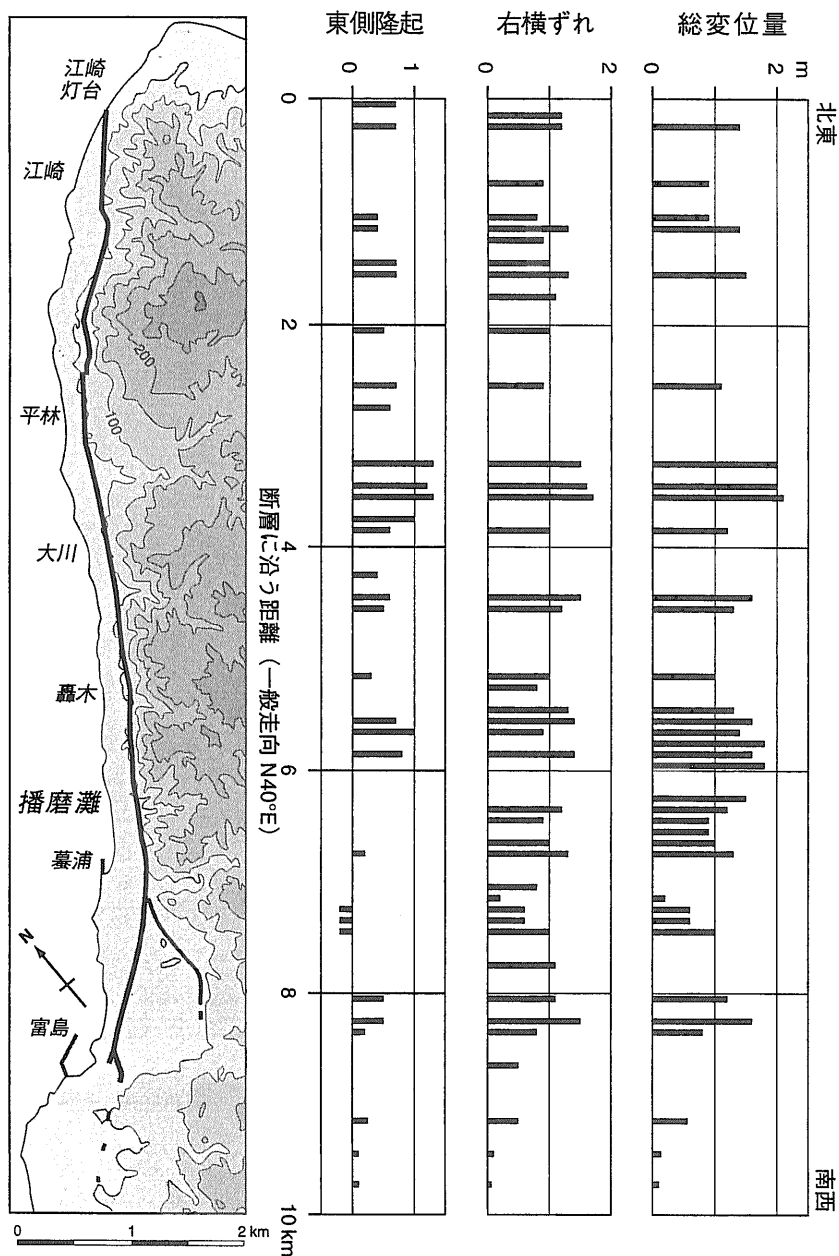 東側隆起
右横ずれ
総変位量
0 1
0 1 2
0 1 2 m
北東
0
2
4
6
8
10 km
南西
断層に沿う距離（一般走向 N40°E）
江崎
灯台
江崎
200
100
平林
大川
轟木
播磨灘
蟇浦
N
富島
0 1 2 km